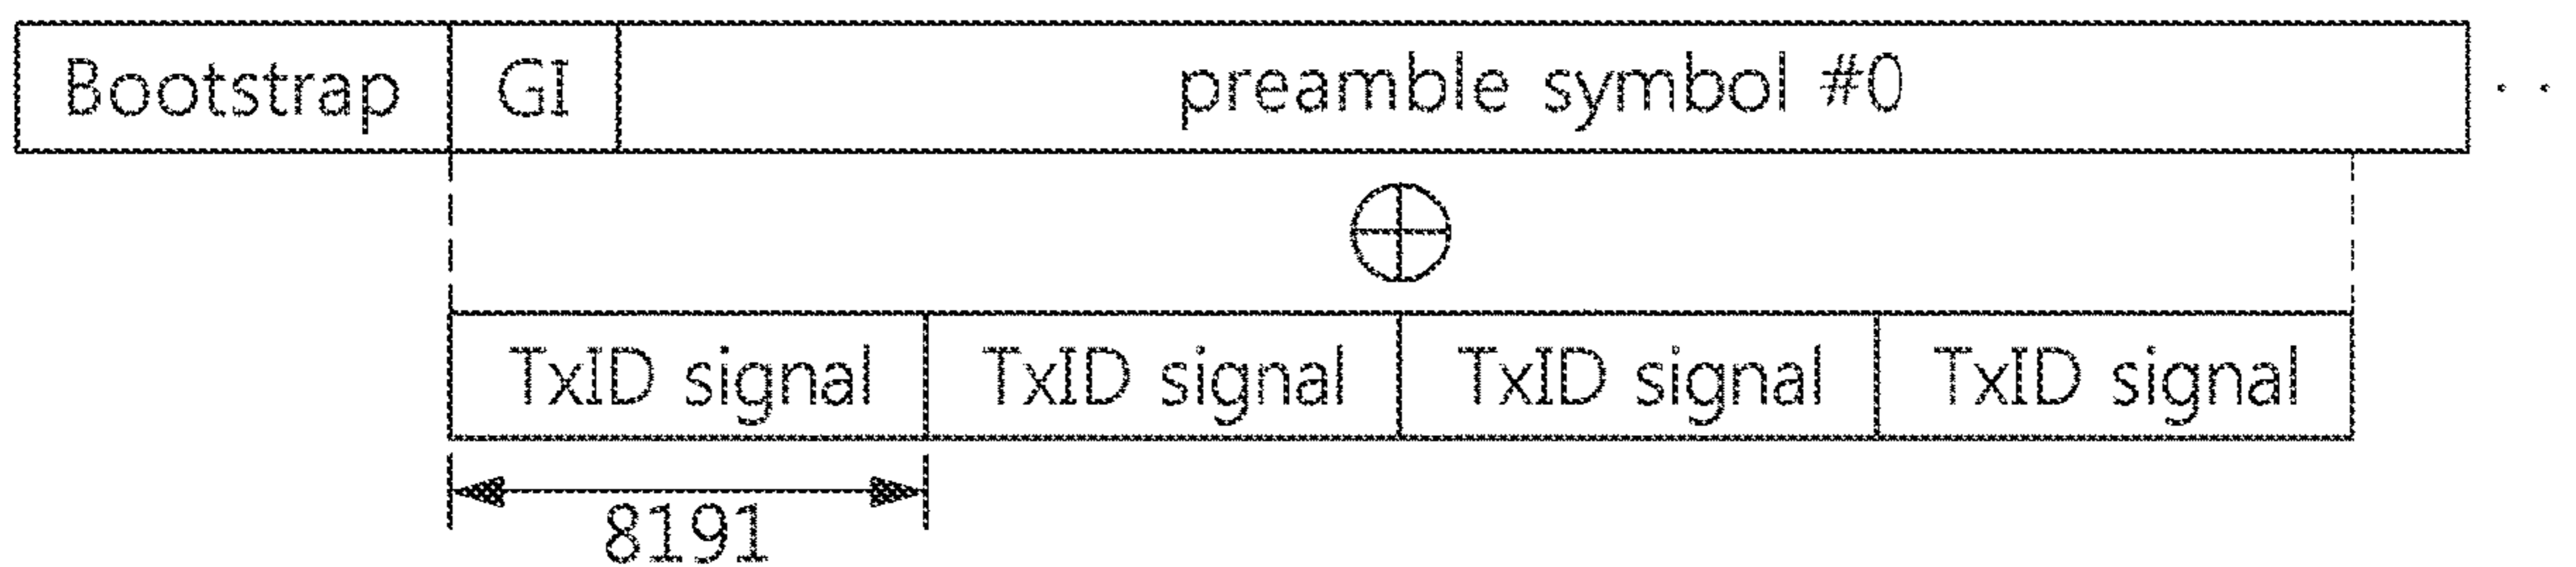 Bootstrap GI preamble symbol #0 . .
TxID signal TxID signal TxID signal TxID signal
8191